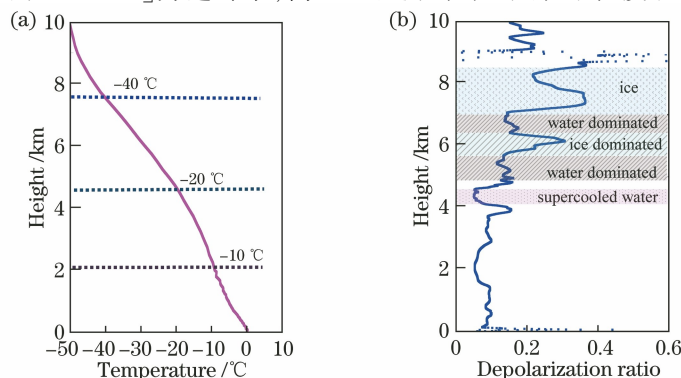 (a)
10
8
6
4
2
0
Height /km
−40 ℃
−20 ℃
−10 ℃
−50 −40 −30 −20 −10 0 10
Temperature /℃
(b)
10
8
6
4
2
0
Height /km
ice
water dominated
ice dominated
water dominated
supercooled water
0 0.2 0.4 0.6
Depolarization ratio